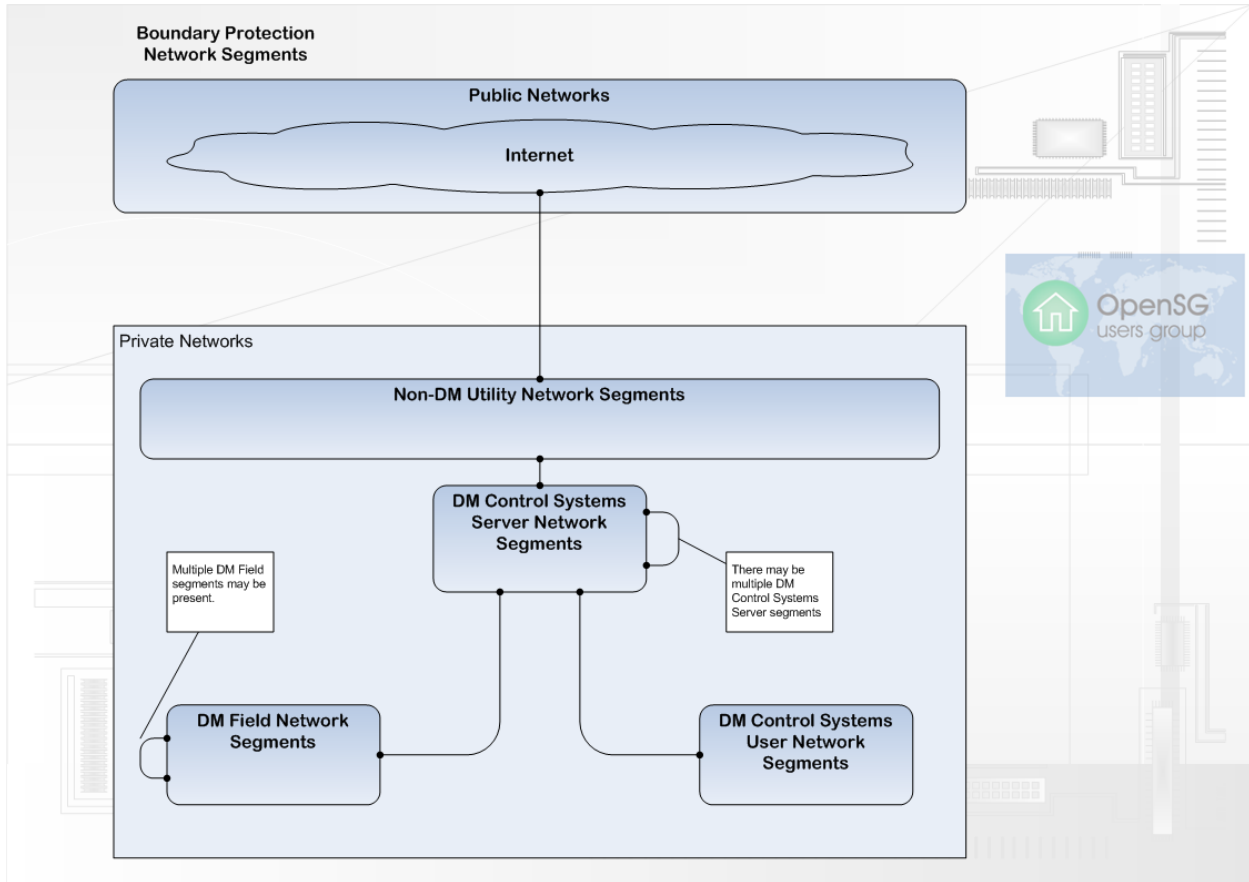 Boundary Protection
Network Segments
Public Networks
Internet
OpenSG
users group
Private Networks
Non-DM Utility Network Segments
DM Control Systems
Server Network
Segments
Multiple DM Field
segments may be
present.
There may be
multiple DM
Control Systems
Server segments
DM Field Network
Segments
DM Control Systems
User Network
Segments